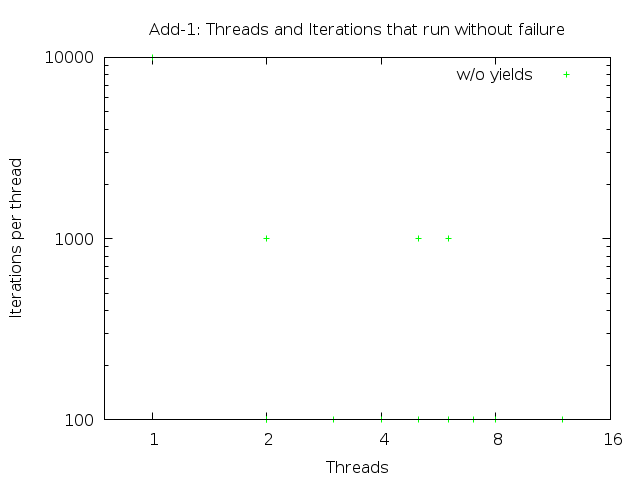 Add-1: Threads and Iterations that run without failure
10000
w/o yields
1000
100
1 2 4 8 16
Iterations per thread
Threads